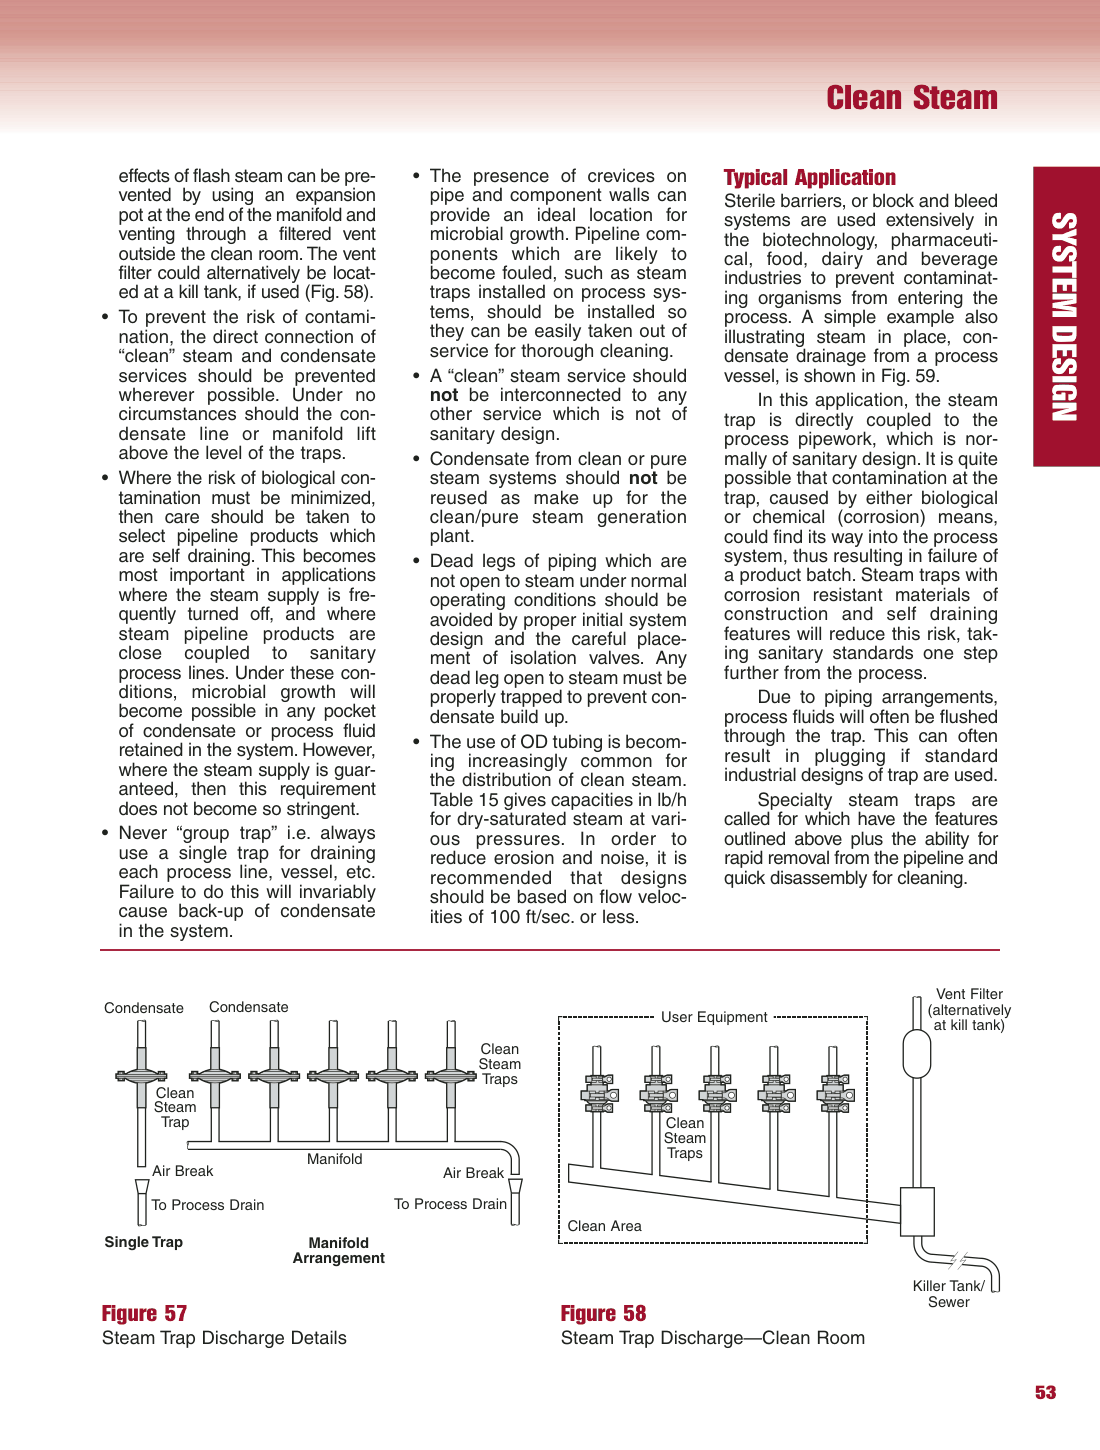 Clean Steam
effects of flash steam can be pre-
vented by using an expansion
pot at the end of the manifold and
venting through a filtered vent
outside the clean room. The vent
filter could alternatively be locat-
ed at a kill tank, if used (Fig. 58).
• To prevent the risk of contami-
nation, the direct connection of
“clean” steam and condensate
services should be prevented
wherever possible. Under no
circumstances should the con-
densate line or manifold lift
above the level of the traps.
• Where the risk of biological con-
tamination must be minimized,
then care should be taken to
select pipeline products which
are self draining. This becomes
most important in applications
where the steam supply is fre-
quently turned off, and where
steam pipeline products are
close coupled to sanitary
process lines. Under these con-
ditions, microbial growth will
become possible in any pocket
of condensate or process fluid
retained in the system. However,
where the steam supply is guar-
anteed, then this requirement
does not become so stringent.
• Never “group trap” i.e. always
use a single trap for draining
each process line, vessel, etc.
Failure to do this will invariably
cause back-up of condensate
in the system.
• The presence of crevices on
pipe and component walls can
provide an ideal location for
microbial growth. Pipeline com-
ponents which are likely to
become fouled, such as steam
traps installed on process sys-
tems, should be installed so
they can be easily taken out of
service for thorough cleaning.
• A “clean” steam service should
not be interconnected to any
other service which is not of
sanitary design.
• Condensate from clean or pure
steam systems should not be
reused as make up for the
clean/pure steam generation
plant.
• Dead legs of piping which are
not open to steam under normal
operating conditions should be
avoided by proper initial system
design and the careful place-
ment of isolation valves. Any
dead leg open to steam must be
properly trapped to prevent con-
densate build up.
• The use of OD tubing is becom-
ing increasingly common for
the distribution of clean steam.
Table 15 gives capacities in lb/h
for dry-saturated steam at vari-
ous pressures. In order to
reduce erosion and noise, it is
recommended that designs
should be based on flow veloc-
ities of 100 ft/sec. or less.
Typical Application
Sterile barriers, or block and bleed
systems are used extensively in
the biotechnology, pharmaceuti-
cal, food, dairy and beverage
industries to prevent contaminat-
ing organisms from entering the
process. A simple example also
illustrating steam in place, con-
densate drainage from a process
vessel, is shown in Fig. 59.
In this application, the steam
trap is directly coupled to the
process pipework, which is nor-
mally of sanitary design. It is quite
possible that contamination at the
trap, caused by either biological
or chemical (corrosion) means,
could find its way into the process
system, thus resulting in failure of
a product batch. Steam traps with
corrosion resistant materials of
construction and self draining
features will reduce this risk, tak-
ing sanitary standards one step
further from the process.
Due to piping arrangements,
process fluids will often be flushed
through the trap. This can often
result in plugging if standard
industrial designs of trap are used.
Specialty steam traps are
called for which have the features
outlined above plus the ability for
rapid removal from the pipeline and
quick disassembly for cleaning.
SYSTEM DESIGN
Condensate
Condensate
Clean
Steam
Traps
Clean
Steam
Trap
Manifold
Air Break
Air Break
To Process Drain
To Process Drain
Single Trap
Manifold
Arrangement
Figure 57
Steam Trap Discharge Details
User Equipment
Vent Filter
(alternatively
at kill tank)
Clean
Steam
Traps
Clean Area
Killer Tank/
Sewer
Figure 58
Steam Trap Discharge—Clean Room
53